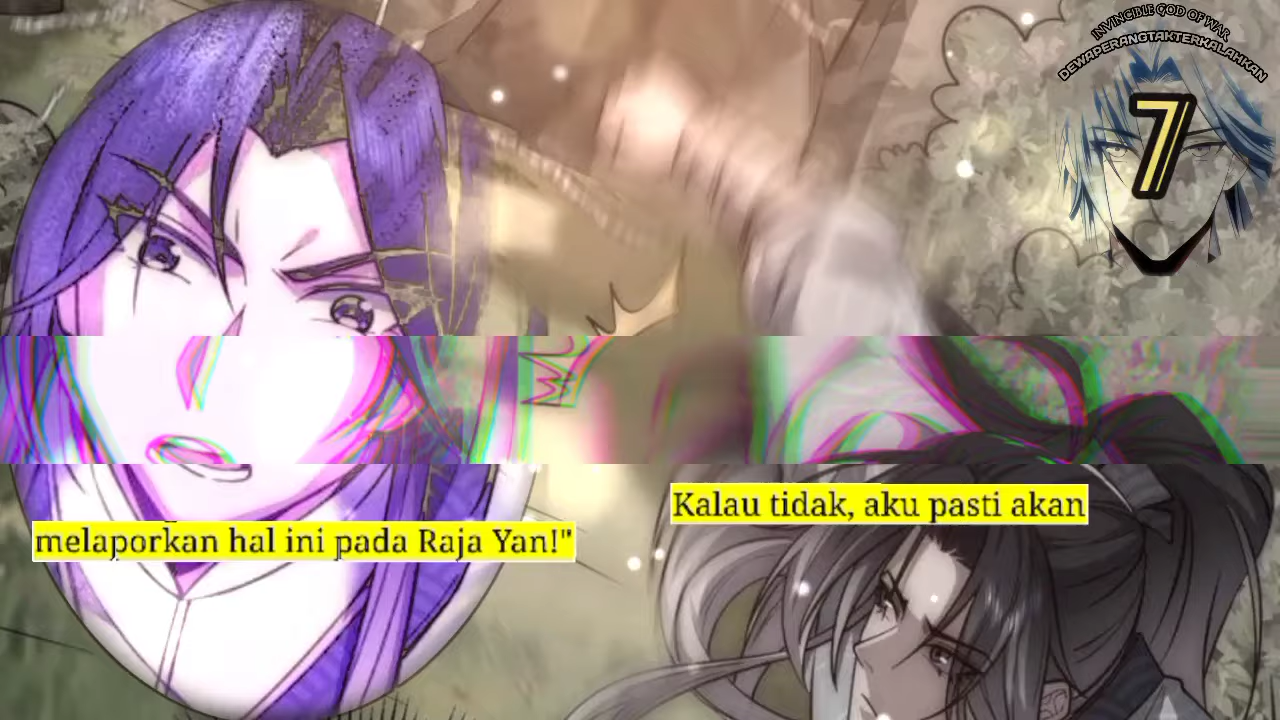 INVINCIBLE GOD OF WAR
DEWAPERANGTAKTERKALAHKAN
7
Kalau tidak, aku pasti akan
melaporkan hal ini pada Raja Yan!"